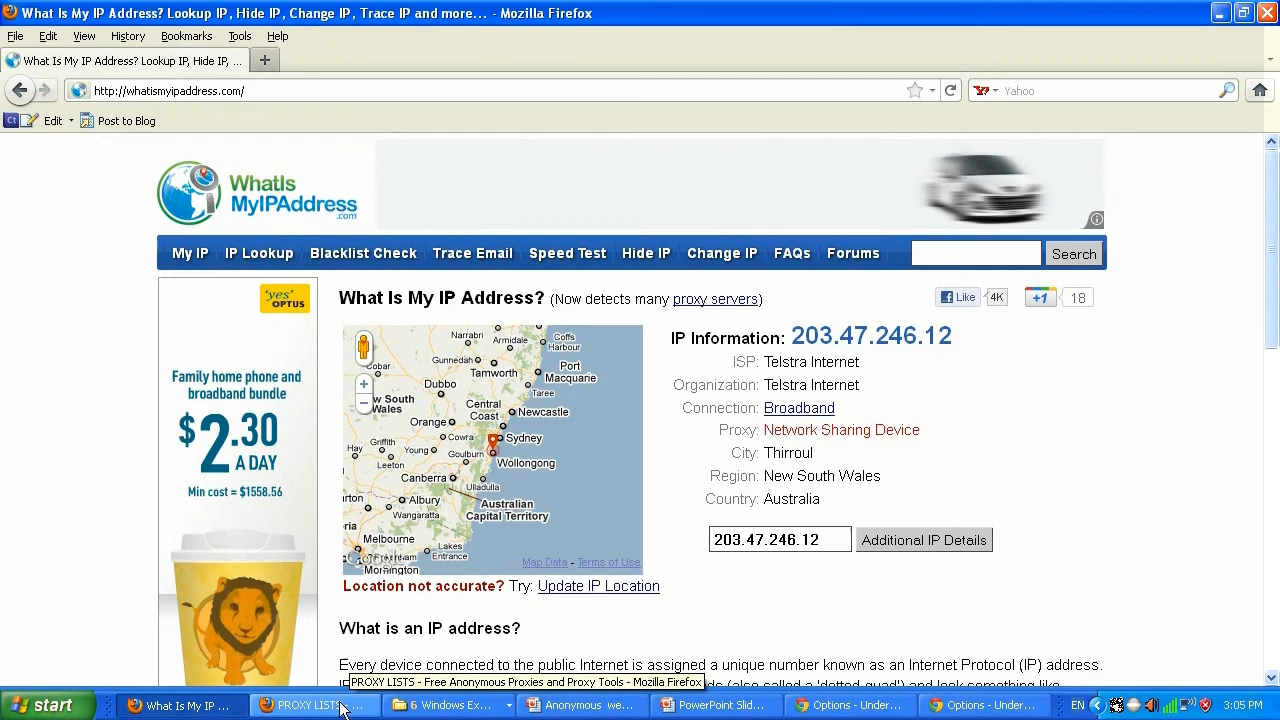 What Is My IP Address? Lookup IP, Hide IP, Change IP, Trace IP and more... - Mozilla Firefox
File Edit View History Bookmarks Tools Help
What Is My IP Address? Lookup IP, Hide IP, ...
http://whatismyipaddress.com/
Yahoo
Edit Post to Blog
WhatIs
MyIPAddress
.com
My IP IP Lookup Blacklist Check Trace Email Speed Test Hide IP Change IP FAQs Forums Search
'yes'
OPTUS
Family home phone and
broadband bundle
$2.30
A DAY
Min cost = $1558.56
What Is My IP Address? (Now detects many proxy servers)
Like 4K +1 18
Narrabri
Armidale
Coffs
Harbour
Gunnedah
Tamworth
Port
Macquarie
Cobar
Dubbo
Taree
w South
Wales
Central
Coast
Newcastle
Orange
Cowra
Sydney
Griffith
Young
Hay
Leeton
Goulburn
Wollongong
Canberra
Ulladulla
Albury
Wangaratta
Australian
Capital Territory
Melbourne
Lakes
Entrance
Mornington
Map Data - Terms of Use
Location not accurate? Try: Update IP Location
IP Information: 203.47.246.12
ISP: Telstra Internet
Organization: Telstra Internet
Connection: Broadband
Proxy: Network Sharing Device
City: Thirroul
Region: New South Wales
Country: Australia
203.47.246.12 Additional IP Details
What is an IP address?
Every device connected to the public Internet is assigned a unique number known as an Internet Protocol (IP) address.
PROXY LISTS - Free Anonymous Proxies and Proxy Tools - Mozilla Firefox
start What Is My IP ... PROXY LISTS ... 6 Windows Ex... Anonymous we... PowerPoint Slid... Options - Under... Options - Under... EN 3:05 PM